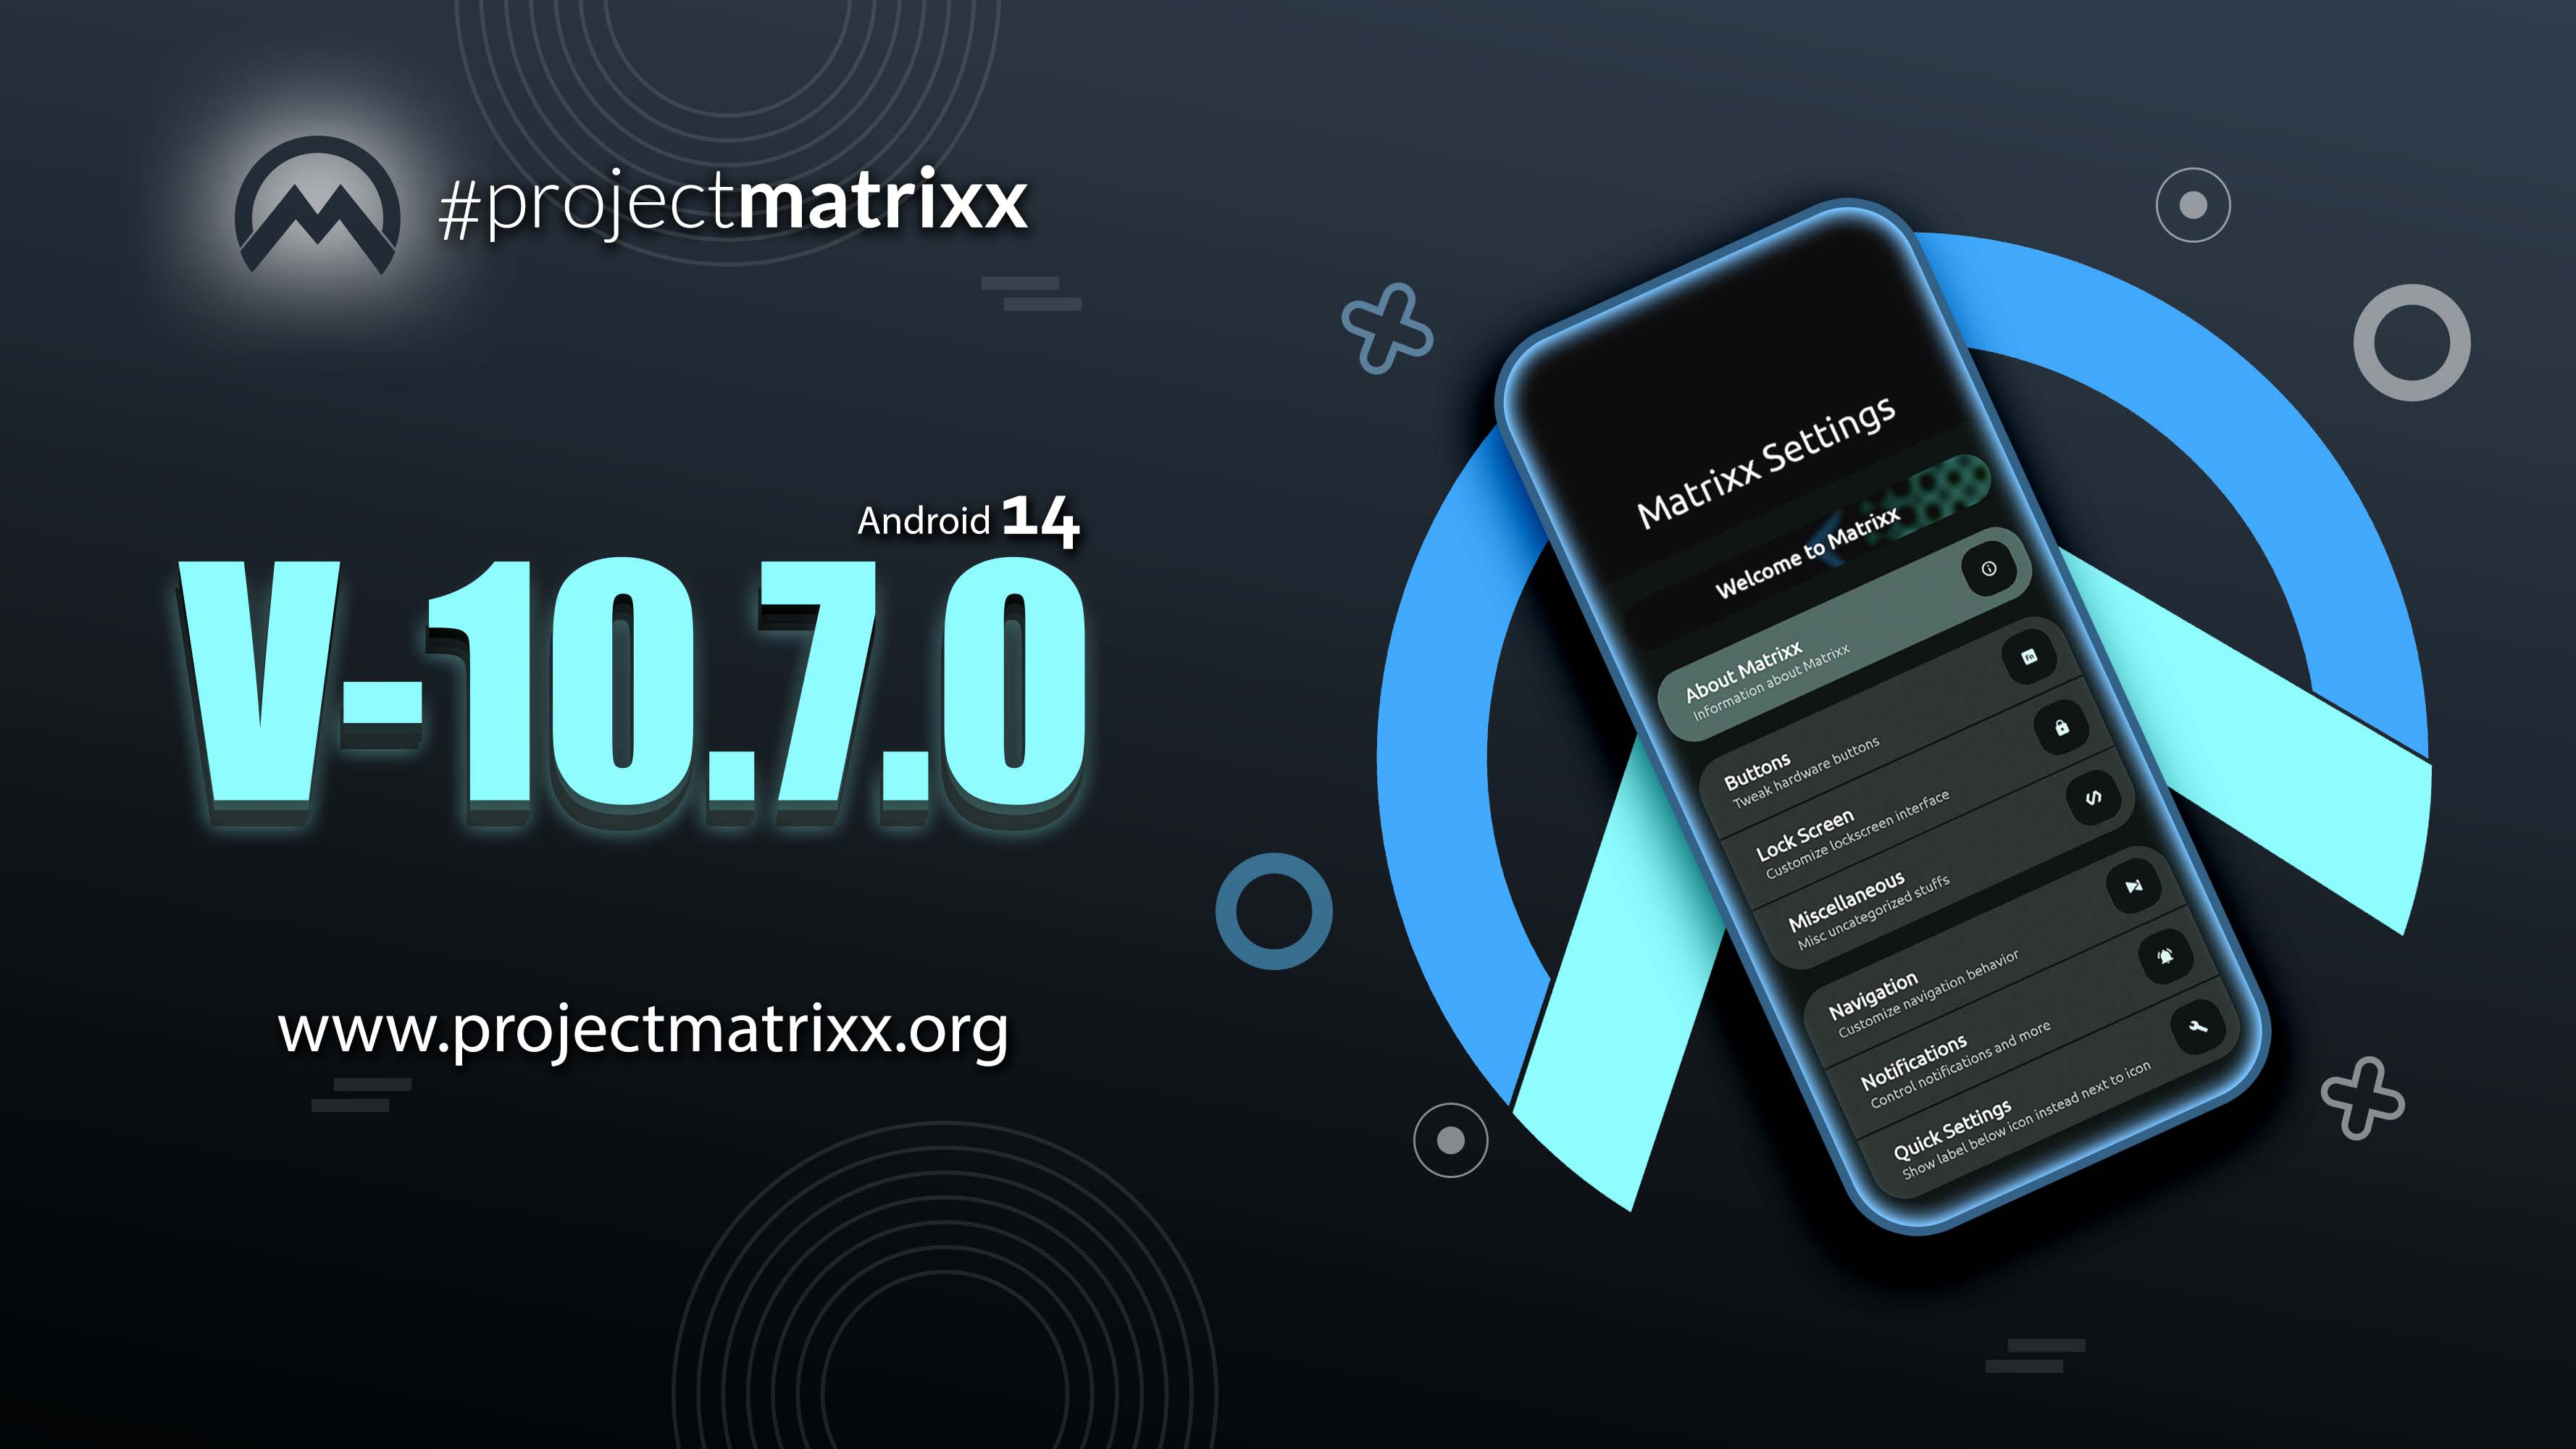 #projectmatrixx
Android 14
V-10.7.0
www.projectmatrixx.org
Matrixx Settings
Welcome to Matrixx
About Matrixx
Information about Matrixx
Buttons
Tweak hardware buttons
Fn
Lock Screen
Customize lockscreen interface
Miscellaneous
Misc uncategorized stuffs
Navigation
Customize navigation behavior
Notifications
Control notifications and more
Quick Settings
Show label below icon instead next to icon